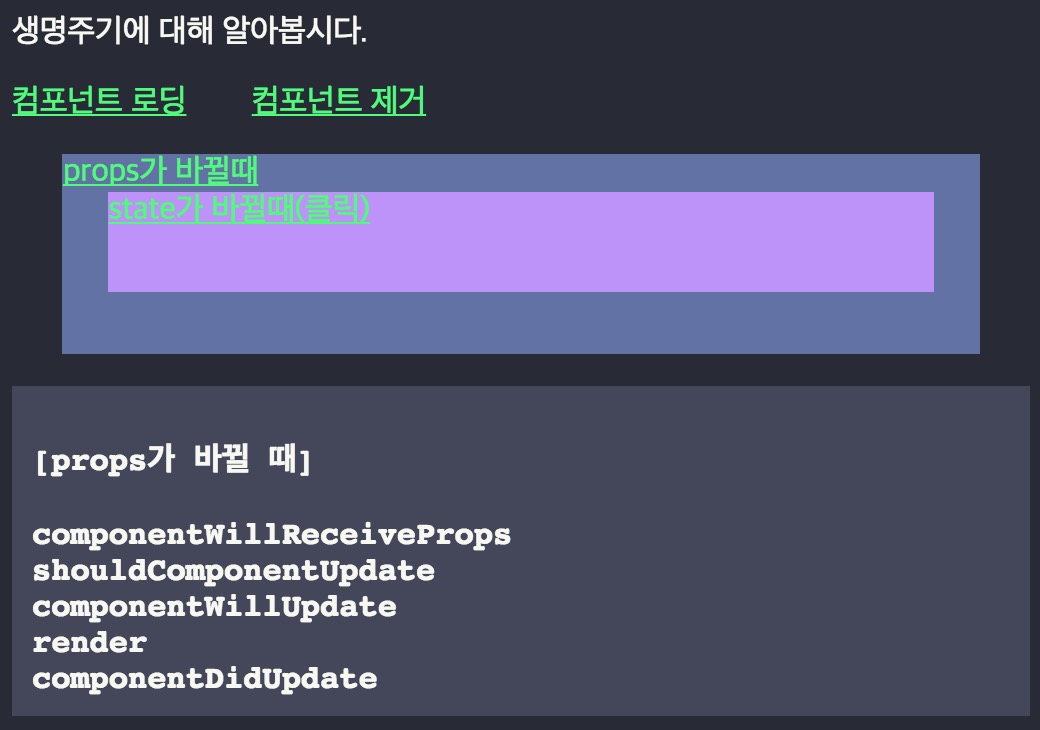 생명주기에 대해 알아봅시다.
컴포넌트 로딩 컴포넌트 제거
props가 바뀔때
state가 바뀔때(클릭)
[props가 바뀔 때]
componentWillReceiveProps
shouldComponentUpdate
componentWillUpdate
render
componentDidUpdate